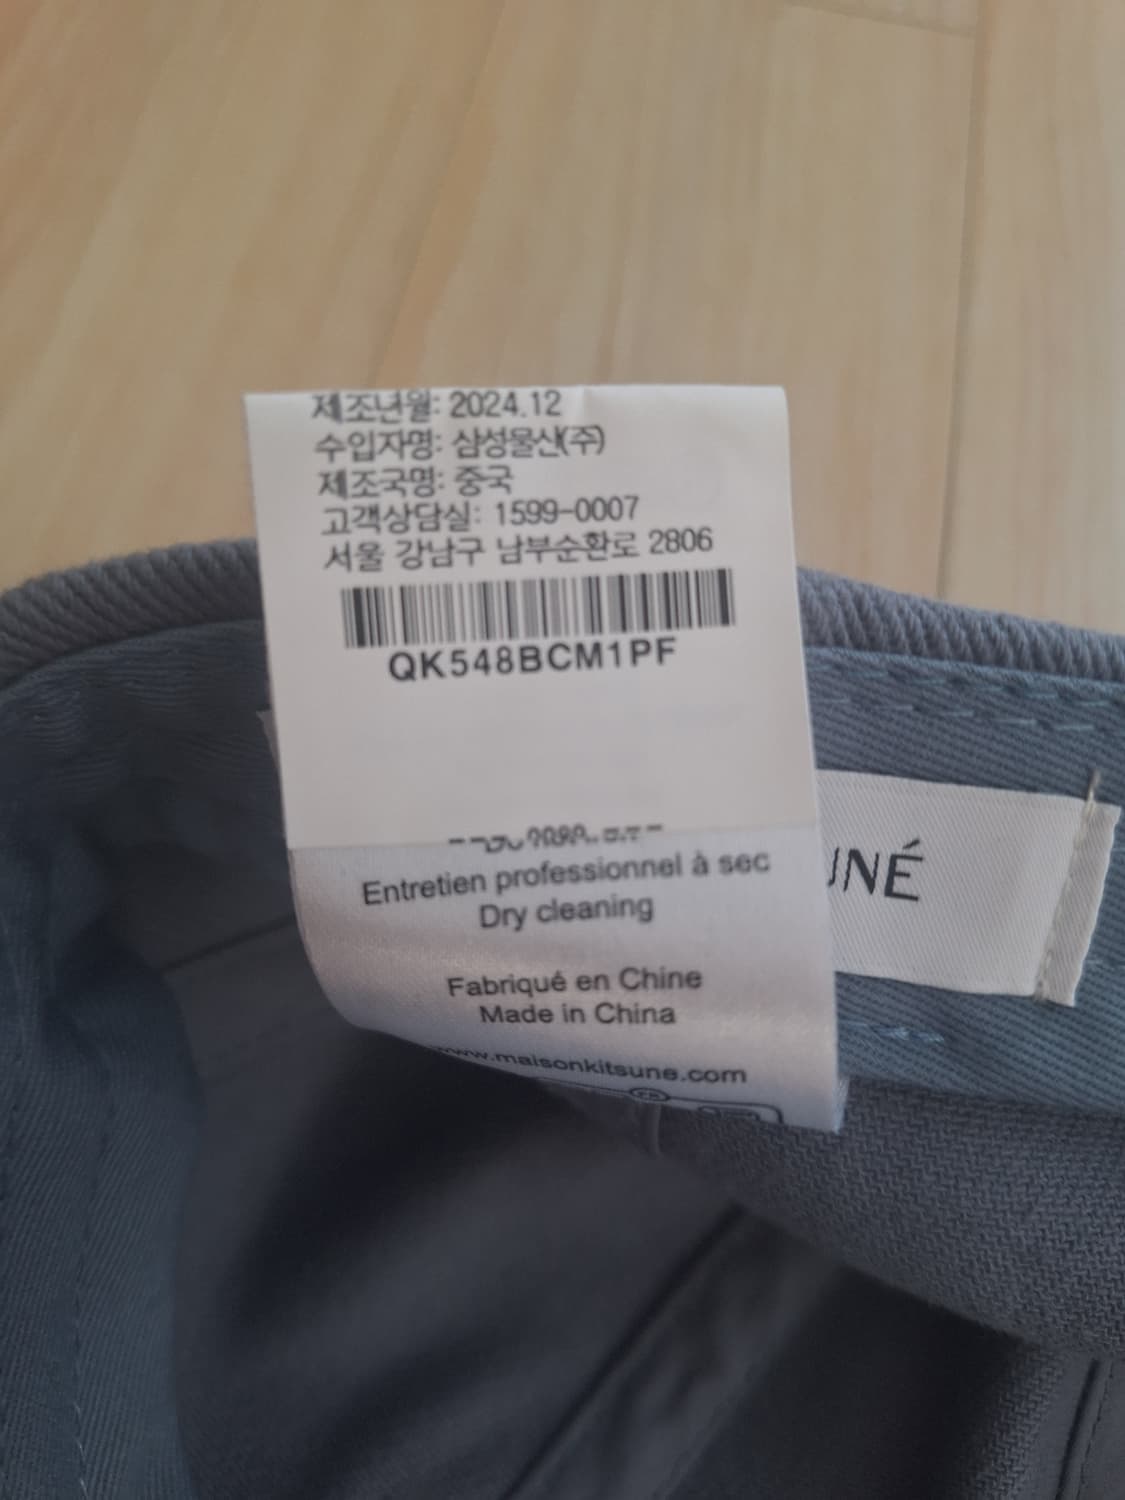 제조년월: 2024.12
수입자명: 삼성물산(주)
제조국명: 중국
고객상담실: 1599-0007
서울 강남구 남부순환로 2806
QK548BCM1PF
Entretien professionnel à sec
Dry cleaning
Fabriqué en Chine
Made in China
www.maisonkitsune.com
UNÉ